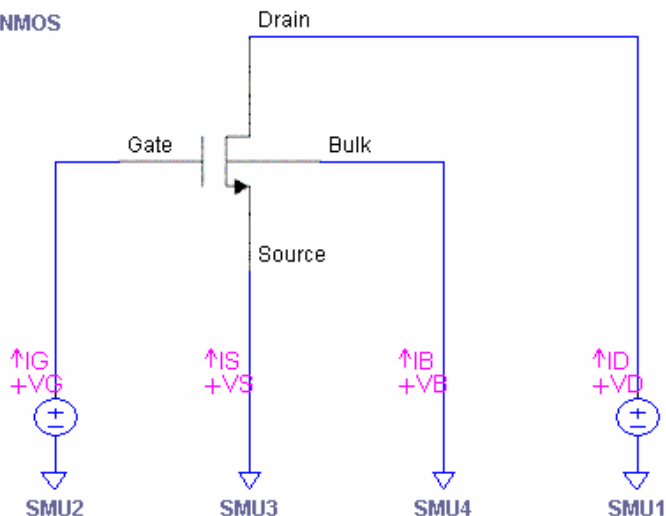 NMOS
Drain
Gate
Bulk
Source
↑IG
+VG
↑IS
+VS
↑IB
+VB
↑ID
+VD
SMU2
SMU3
SMU4
SMU1